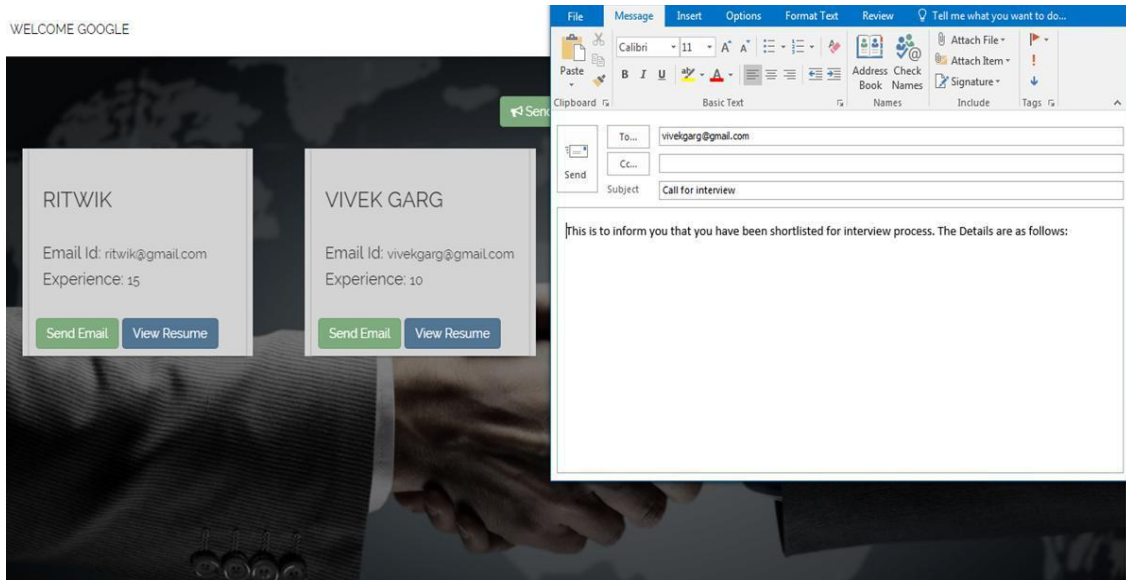 WELCOME GOOGLE
Send
RITWIK
Email Id: ritwik@gmail.com
Experience: 15
Send Email View Resume
VIVEK GARG
Email Id: vivekgarg@gmail.com
Experience: 10
Send Email View Resume
File Message Insert Options Format Text Review Tell me what you want to do...
Paste
Calibri 11
B I U
Address Book
Check Names
Attach File
Attach Item
Signature
Clipboard Basic Text Names Include Tags
Send
To... vivekgarg@gmail.com
Cc...
Subject Call for interview
This is to inform you that you have been shortlisted for interview process. The Details are as follows: